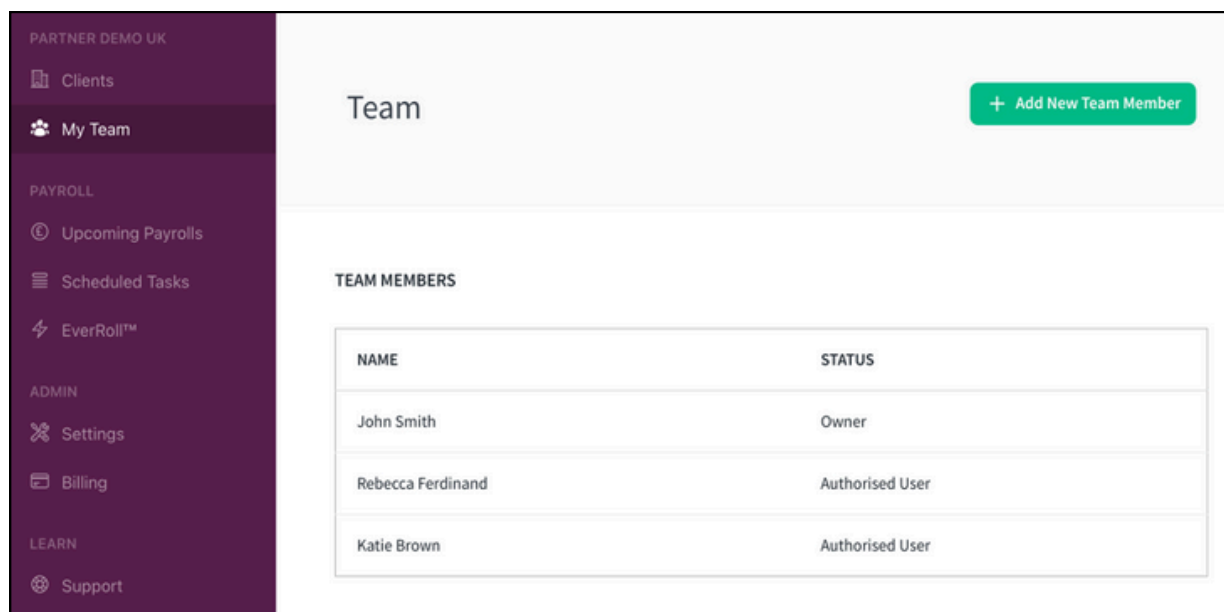 PARTNER DEMO UK
Clients
My Team
PAYROLL
Upcoming Payrolls
Scheduled Tasks
EverRoll™
ADMIN
Settings
Billing
LEARN
Support
Team
+ Add New Team Member
TEAM MEMBERS
NAME STATUS
John Smith Owner
Rebecca Ferdinand Authorised User
Katie Brown Authorised User